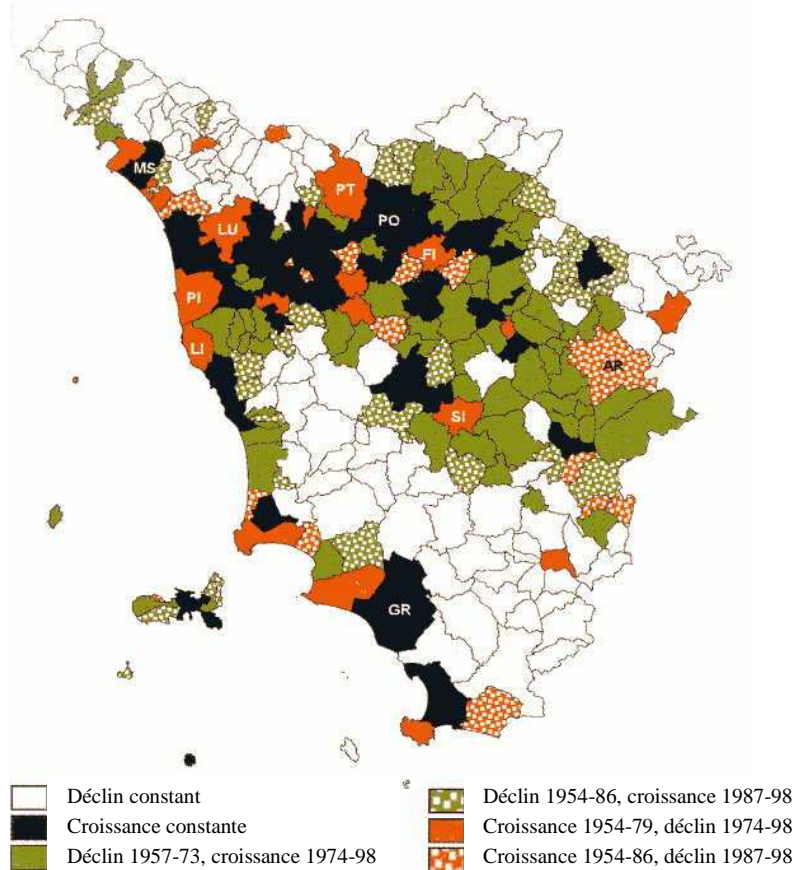 MS
PT
PO
LU
FI
PI
LI
AR
SI
GR
Déclin constant
Croissance constante
Déclin 1957-73, croissance 1974-98
Déclin 1954-86, croissance 1987-98
Croissance 1954-79, déclin 1974-98
Croissance 1954-86, déclin 1987-98